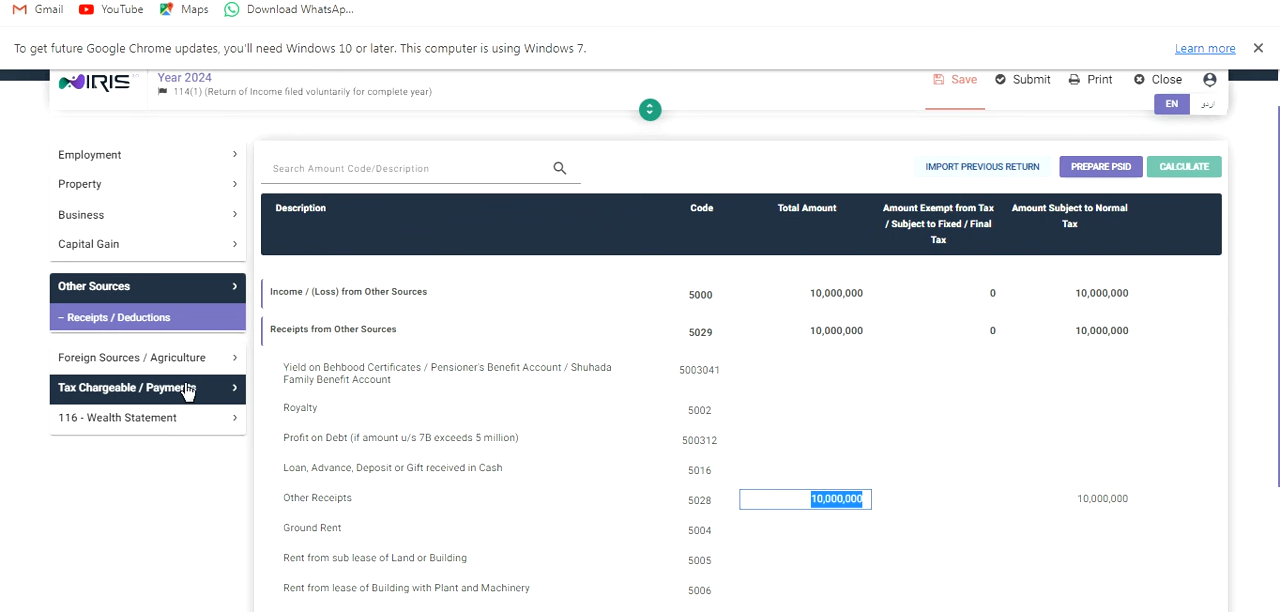 Gmail YouTube Maps Download WhatsAp...
To get future Google Chrome updates, you'll need Windows 10 or later. This computer is using Windows 7. Learn more
IRIS Year 2024 Save Submit Print Close
114(1) (Return of Income filed voluntarily for complete year)
EN اردو
Employment
Property
Business
Capital Gain
Other Sources
– Receipts / Deductions
Foreign Sources / Agriculture
Tax Chargeable / Payments
116 - Wealth Statement
Search Amount Code/Description IMPORT PREVIOUS RETURN PREPARE PSID CALCULATE
Description Code Total Amount Amount Exempt from Tax / Subject to Fixed / Final Tax Amount Subject to Normal Tax
Income / (Loss) from Other Sources 5000 10,000,000 0 10,000,000
Receipts from Other Sources 5029 10,000,000 0 10,000,000
Yield on Behbood Certificates / Pensioner's Benefit Account / Shuhada
Family Benefit Account 5003041
Royalty 5002
Profit on Debt (if amount u/s 7B exceeds 5 million) 500312
Loan, Advance, Deposit or Gift received in Cash 5016
Other Receipts 5028 10,000,000 10,000,000
Ground Rent 5004
Rent from sub lease of Land or Building 5005
Rent from lease of Building with Plant and Machinery 5006